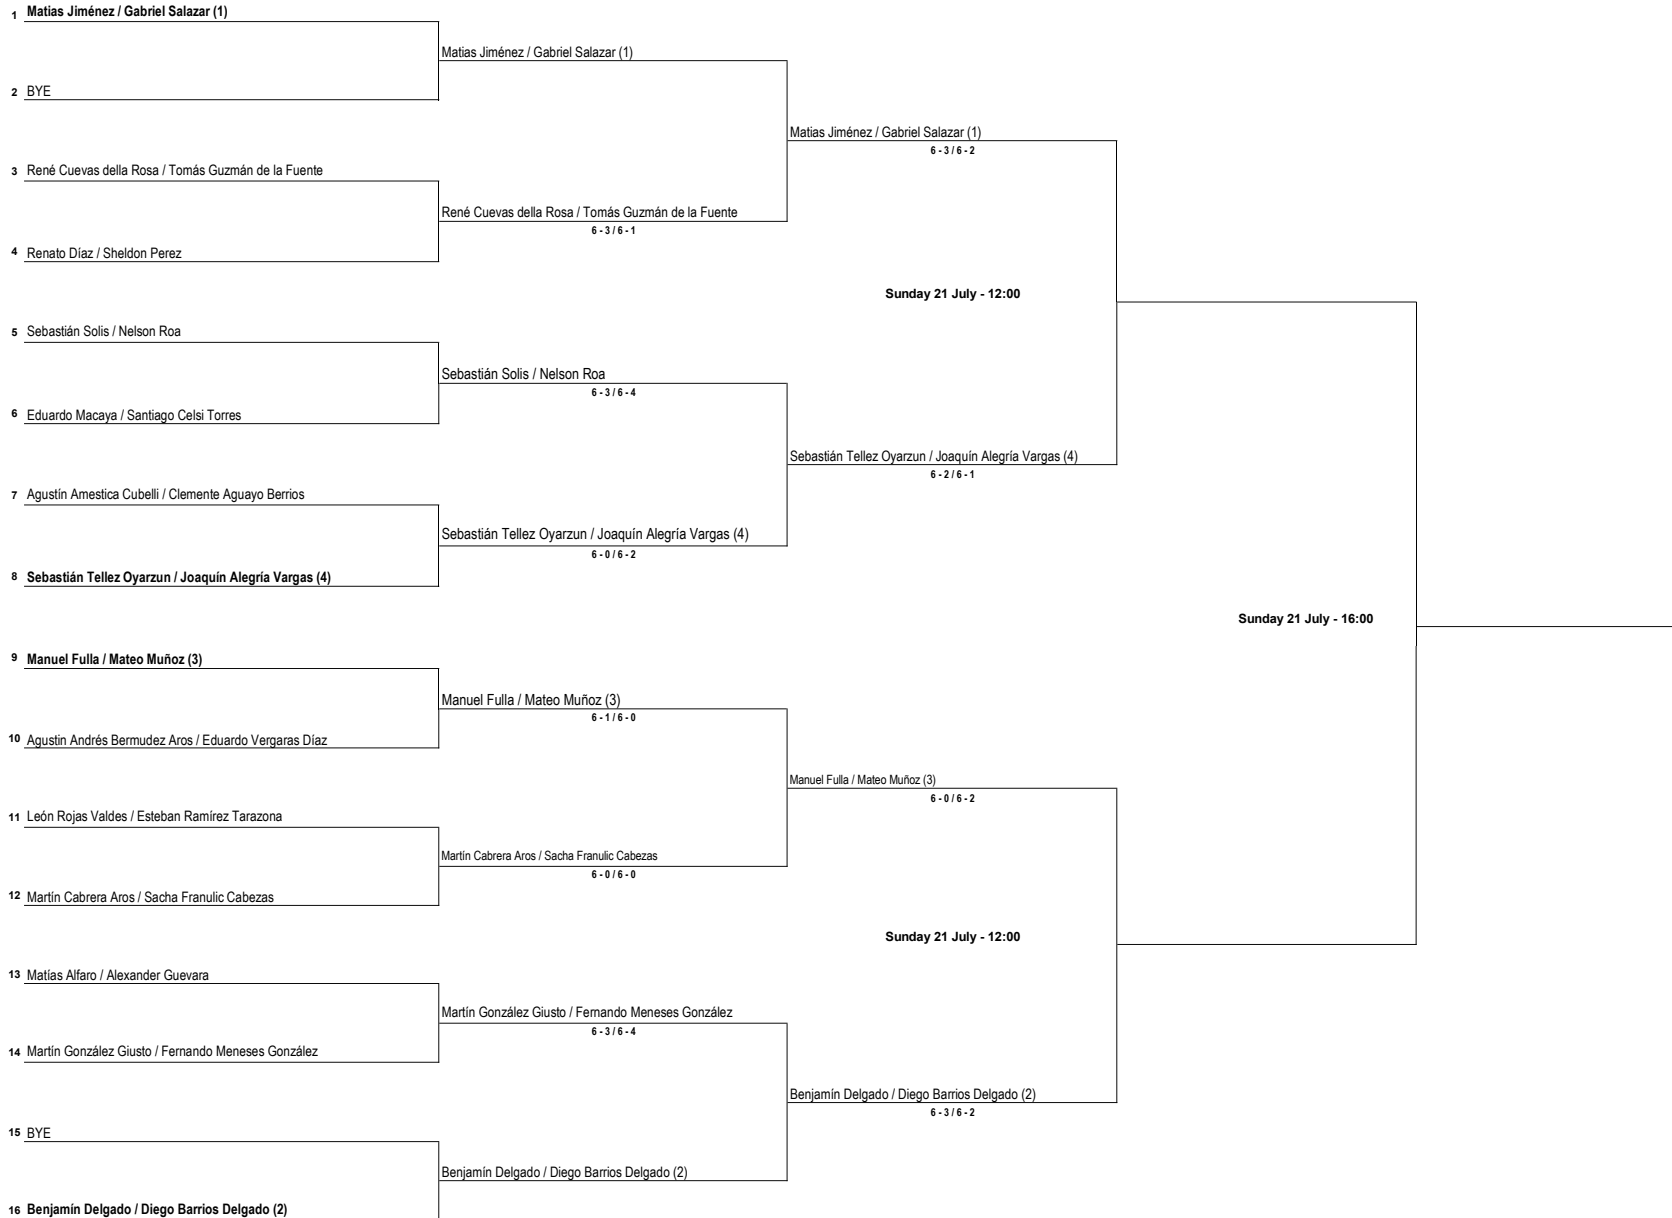 1 Matias Jiménez / Gabriel Salazar (1)
Matias Jiménez / Gabriel Salazar (1)
2 BYE
Matias Jiménez / Gabriel Salazar (1)
6 - 3 / 6 - 2
3 René Cuevas della Rosa / Tomás Guzmán de la Fuente
René Cuevas della Rosa / Tomás Guzmán de la Fuente
6 - 3 / 6 - 1
4 Renato Díaz / Sheldon Perez
Sunday 21 July - 12:00
5 Sebastián Solis / Nelson Roa
Sebastián Solis / Nelson Roa
6 - 3 / 6 - 4
6 Eduardo Macaya / Santiago Celsi Torres
Sebastián Tellez Oyarzun / Joaquín Alegría Vargas (4)
6 - 2 / 6 - 1
7 Agustín Amestica Cubelli / Clemente Aguayo Berrios
Sebastián Tellez Oyarzun / Joaquín Alegría Vargas (4)
6 - 0 / 6 - 2
8 Sebastián Tellez Oyarzun / Joaquín Alegría Vargas (4)
Sunday 21 July - 16:00
9 Manuel Fulla / Mateo Muñoz (3)
Manuel Fulla / Mateo Muñoz (3)
6 - 1 / 6 - 0
10 Agustin Andrés Bermudez Aros / Eduardo Vergaras Díaz
Manuel Fulla / Mateo Muñoz (3)
6 - 0 / 6 - 2
11 León Rojas Valdes / Esteban Ramírez Tarazona
Martín Cabrera Aros / Sacha Franulic Cabezas
6 - 0 / 6 - 0
12 Martín Cabrera Aros / Sacha Franulic Cabezas
Sunday 21 July - 12:00
13 Matías Alfaro / Alexander Guevara
Martín González Giusto / Fernando Meneses González
6 - 3 / 6 - 4
14 Martín González Giusto / Fernando Meneses González
Benjamín Delgado / Diego Barrios Delgado (2)
6 - 3 / 6 - 2
15 BYE
Benjamín Delgado / Diego Barrios Delgado (2)
16 Benjamín Delgado / Diego Barrios Delgado (2)